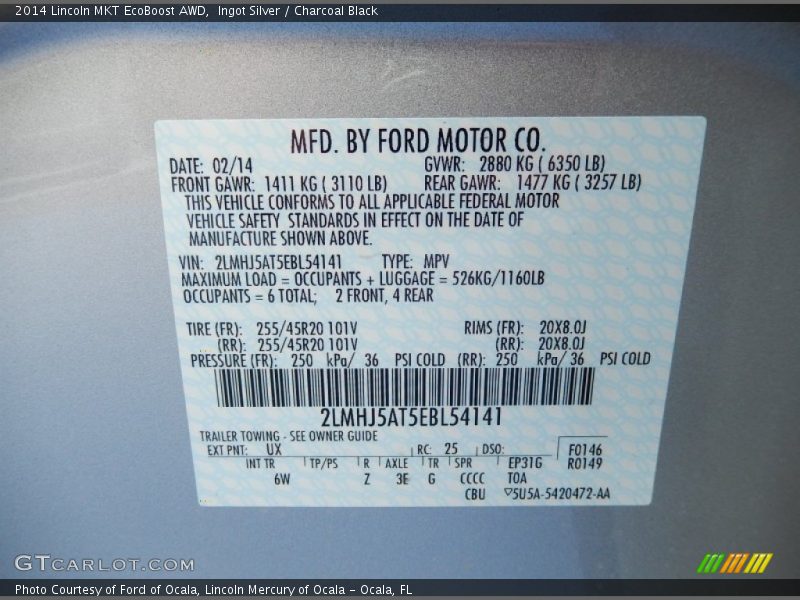 2014 Lincoln MKT EcoBoost AWD, Ingot Silver / Charcoal Black
MFD. BY FORD MOTOR CO.
DATE: 02/14 GVWR: 2880 KG ( 6350 LB)
FRONT GAWR: 1411 KG ( 3110 LB) REAR GAWR: 1477 KG ( 3257 LB)
THIS VEHICLE CONFORMS TO ALL APPLICABLE FEDERAL MOTOR
VEHICLE SAFETY STANDARDS IN EFFECT ON THE DATE OF
MANUFACTURE SHOWN ABOVE.
VIN: 2LMHJ5AT5EBL54141 TYPE: MPV
MAXIMUM LOAD = OCCUPANTS + LUGGAGE = 526KG/1160LB
OCCUPANTS = 6 TOTAL; 2 FRONT, 4 REAR
TIRE (FR): 255/45R20 101V RIMS (FR): 20X8.0J
(RR): 255/45R20 101V (RR): 20X8.0J
PRESSURE (FR): 250 kPa/ 36 PSI COLD (RR): 250 kPa/ 36 PSI COLD
2LMHJ5AT5EBL54141
TRAILER TOWING - SEE OWNER GUIDE
EXT PNT: UX RC: 25 DSO: F0146
INT TR TP/PS R AXLE TR SPR EP31G R0149
6W Z 3E G CCCC TOA
CBU 5U5A-5420472-AA
GTCARLOT.COM
Photo Courtesy of Ford of Ocala, Lincoln Mercury of Ocala - Ocala, FL